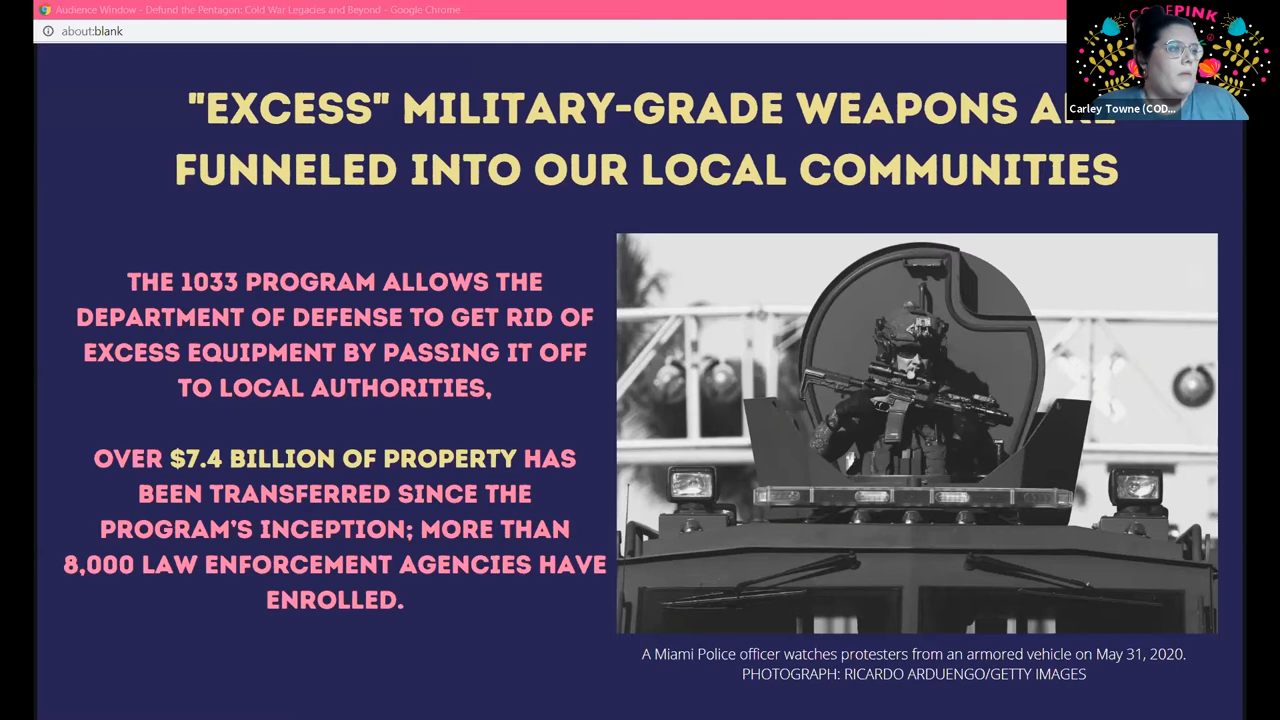 Audience Window - Defund the Pentagon: Cold War Legacies and Beyond - Google Chrome
about:blank
PINK
Carley Towne (COD...
"EXCESS" MILITARY-GRADE WEAPONS ARE
FUNNELED INTO OUR LOCAL COMMUNITIES
THE 1033 PROGRAM ALLOWS THE
DEPARTMENT OF DEFENSE TO GET RID OF
EXCESS EQUIPMENT BY PASSING IT OFF
TO LOCAL AUTHORITIES,
OVER $7.4 BILLION OF PROPERTY HAS
BEEN TRANSFERRED SINCE THE
PROGRAM'S INCEPTION; MORE THAN
8,000 LAW ENFORCEMENT AGENCIES HAVE
ENROLLED.
A Miami Police officer watches protesters from an armored vehicle on May 31, 2020.
PHOTOGRAPH: RICARDO ARDUENGO/GETTY IMAGES